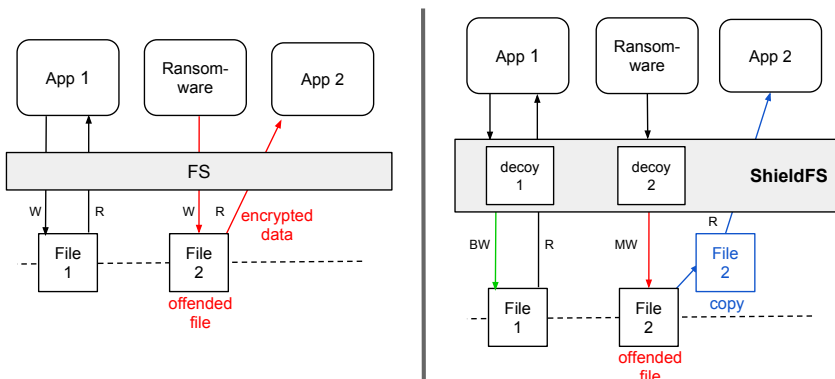 App 1
Ransom-
ware
App 2
FS
W
R
W
R
encrypted
data
File
1
File
2
offended
file
App 1
Ransom-
ware
App 2
decoy
1
decoy
2
ShieldFS
BW
R
MW
R
File
2
copy
File
1
File
2
offended
file